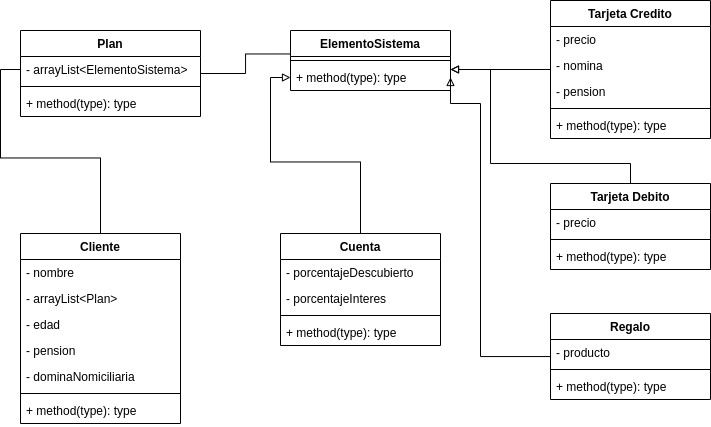 Plan
- arrayList<ElementoSistema>
+ method(type): type
ElementoSistema
+ method(type): type
Tarjeta Credito
- precio
- nomina
- pension
+ method(type): type
Tarjeta Debito
- precio
+ method(type): type
Cliente
- nombre
- arrayList<Plan>
- edad
- pension
- dominaNomiciliaria
+ method(type): type
Cuenta
- porcentajeDescubierto
- porcentajeInteres
+ method(type): type
Regalo
- producto
+ method(type): type